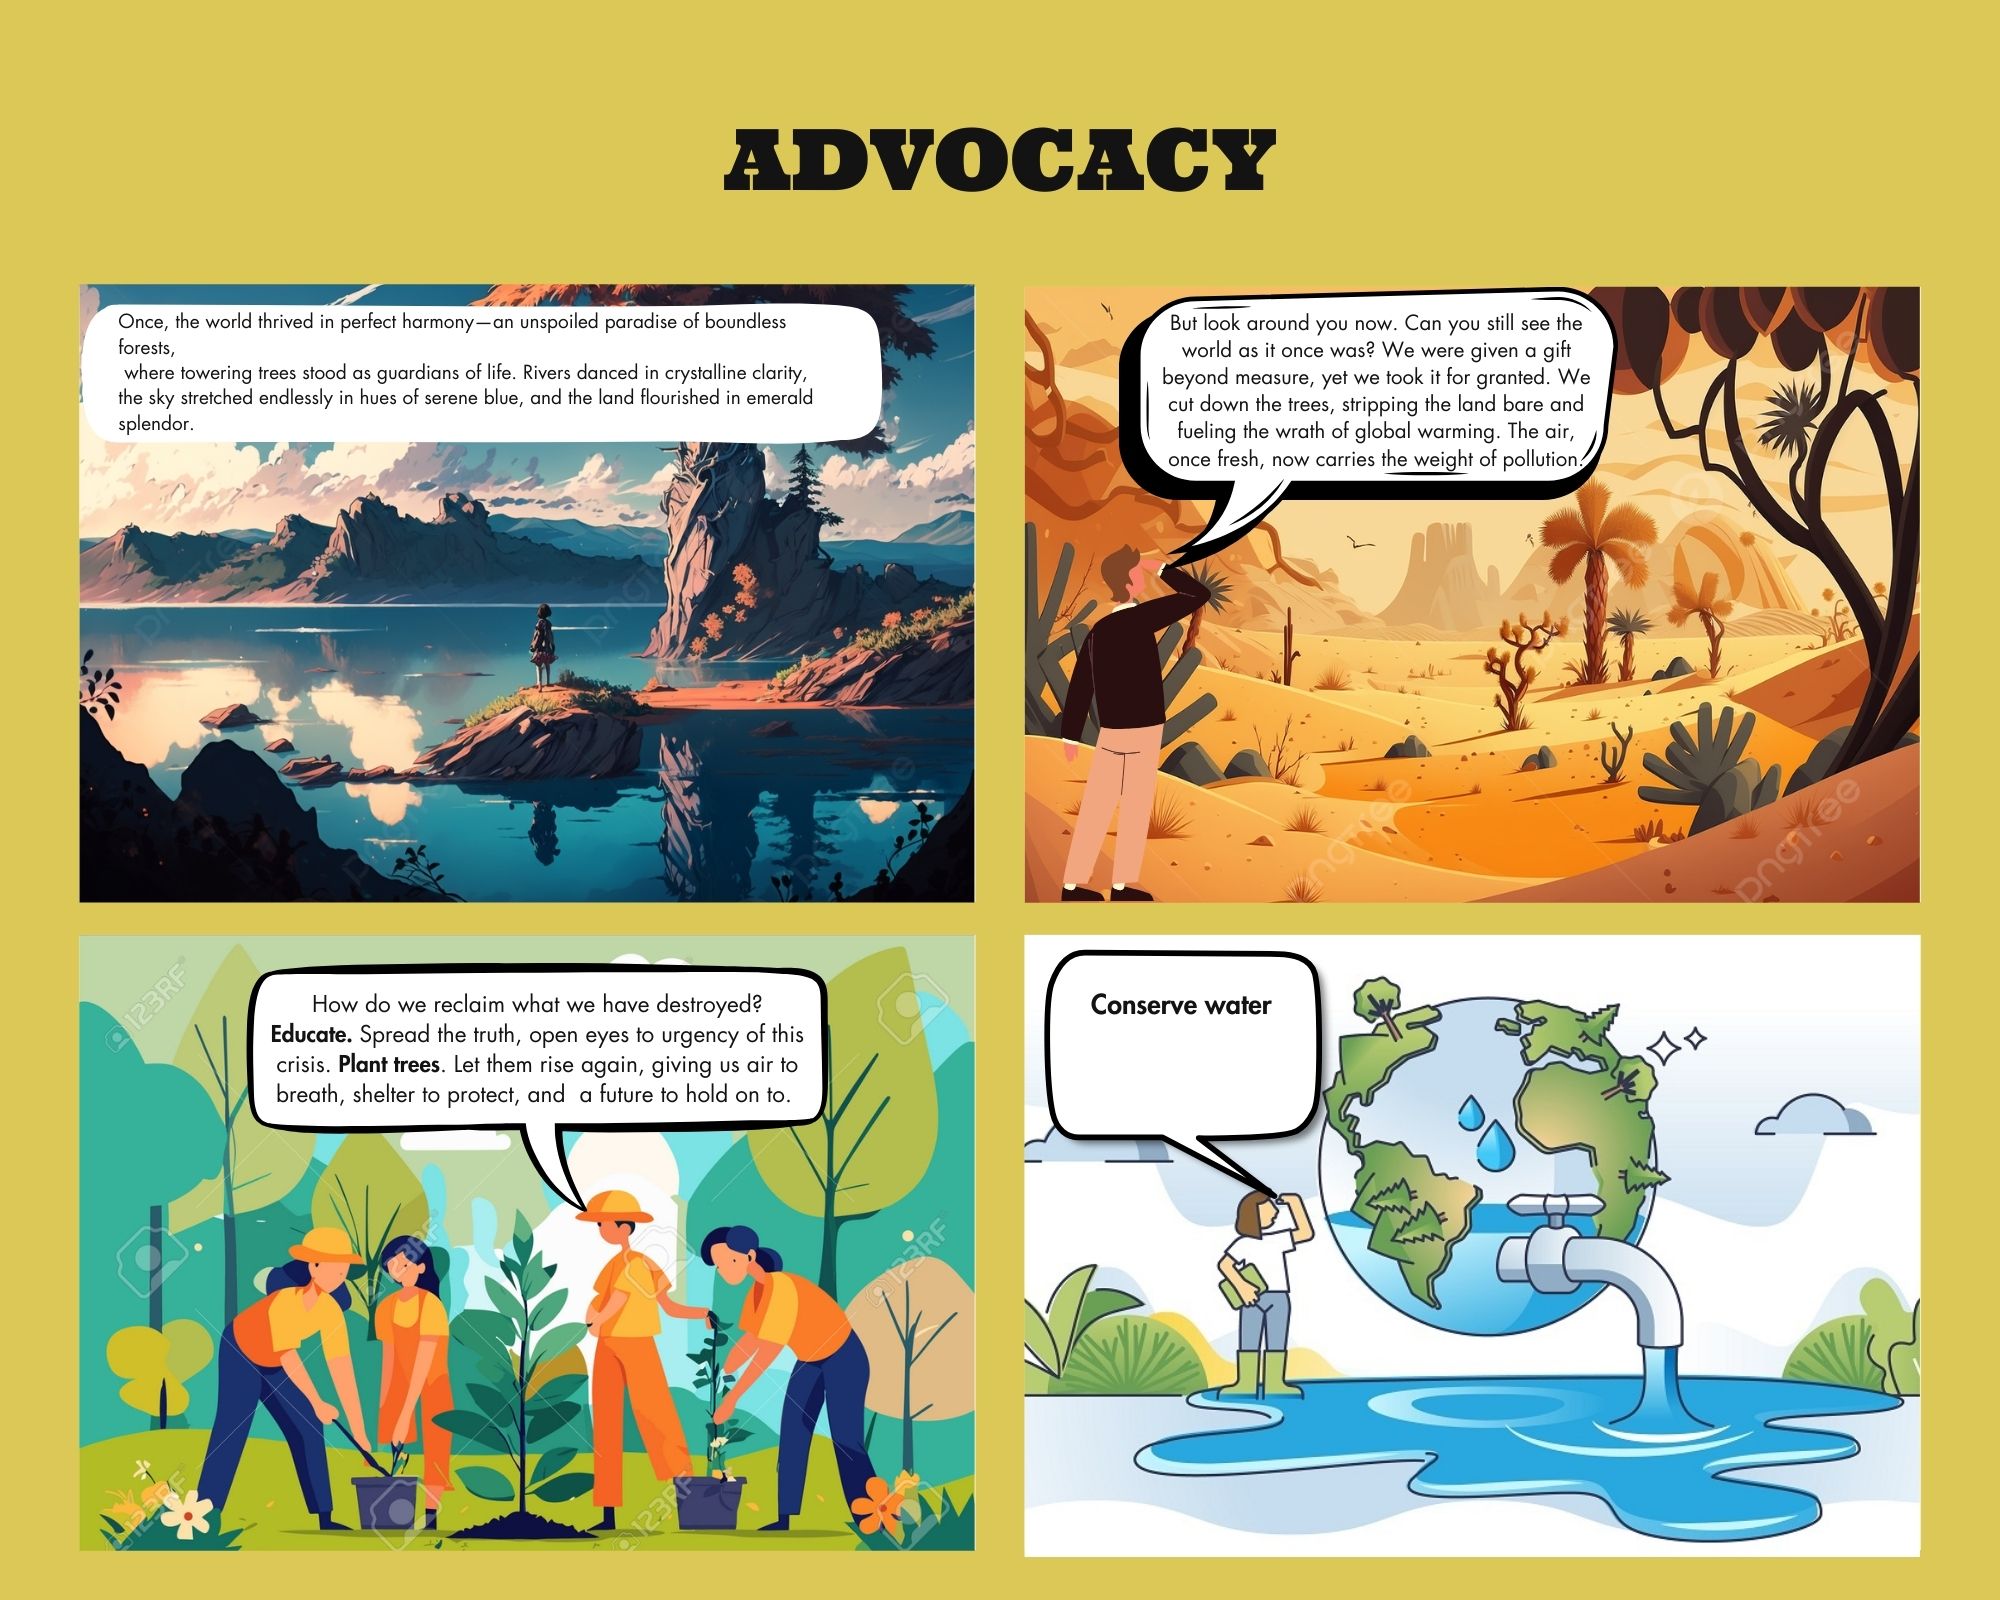 ADVOCACY
Once, the world thrived in perfect harmony—an unspoiled paradise of boundless
forests,
where towering trees stood as guardians of life. Rivers danced in crystalline clarity,
the sky stretched endlessly in hues of serene blue, and the land flourished in emerald
splendor.
But look around you now. Can you still see the
world as it once was? We were given a gift
beyond measure, yet we took it for granted. We
cut down the trees, stripping the land bare and
fueling the wrath of global warming. The air,
once fresh, now carries the weight of pollution.
pngtree
pngtree
pngtree
How do we reclaim what we have destroyed?
Educate. Spread the truth, open eyes to urgency of this
crisis. Plant trees. Let them rise again, giving us air to
breath, shelter to protect, and  a future to hold on to.
123RF
123RF
123RF
123RF
Conserve water